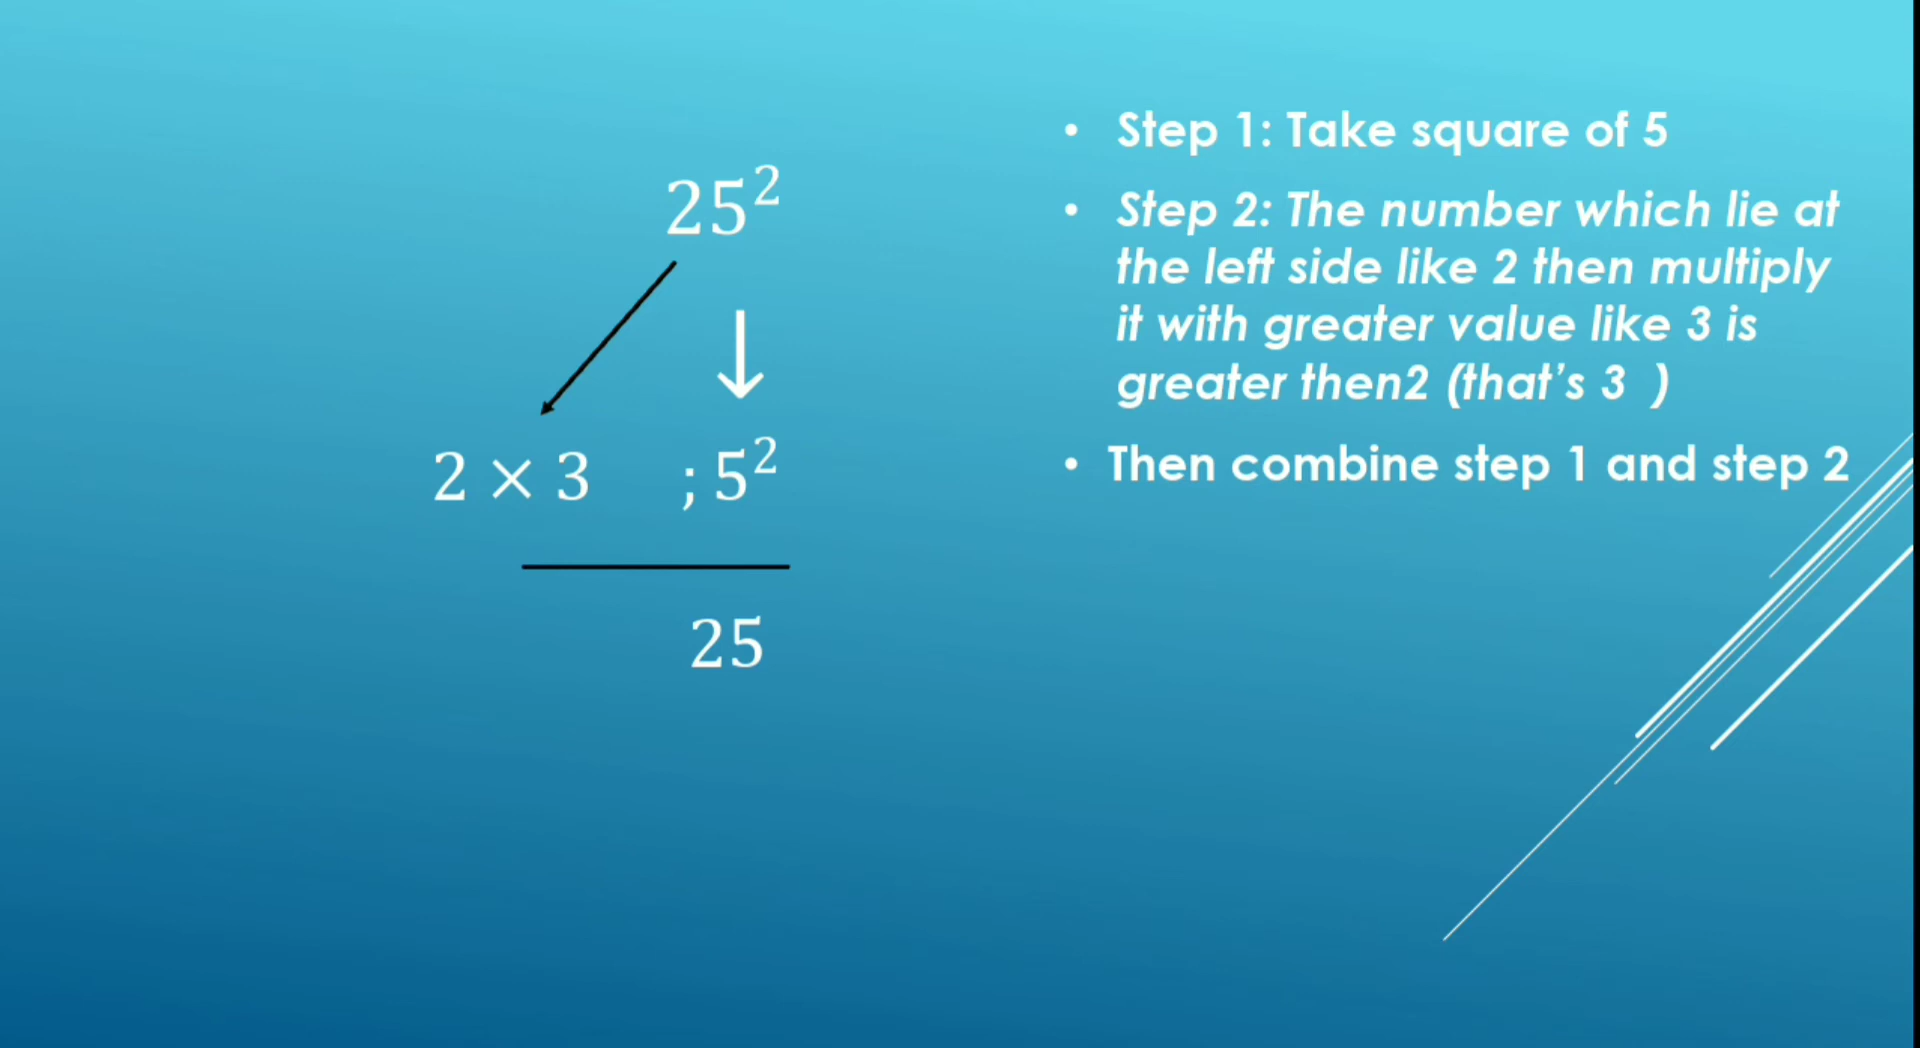 25²
2 × 3 ; 5²
25
• Step 1: Take square of 5
• Step 2: The number which lie at
the left side like 2 then multiply
it with greater value like 3 is
greater then2 (that’s 3 )
• Then combine step 1 and step 2